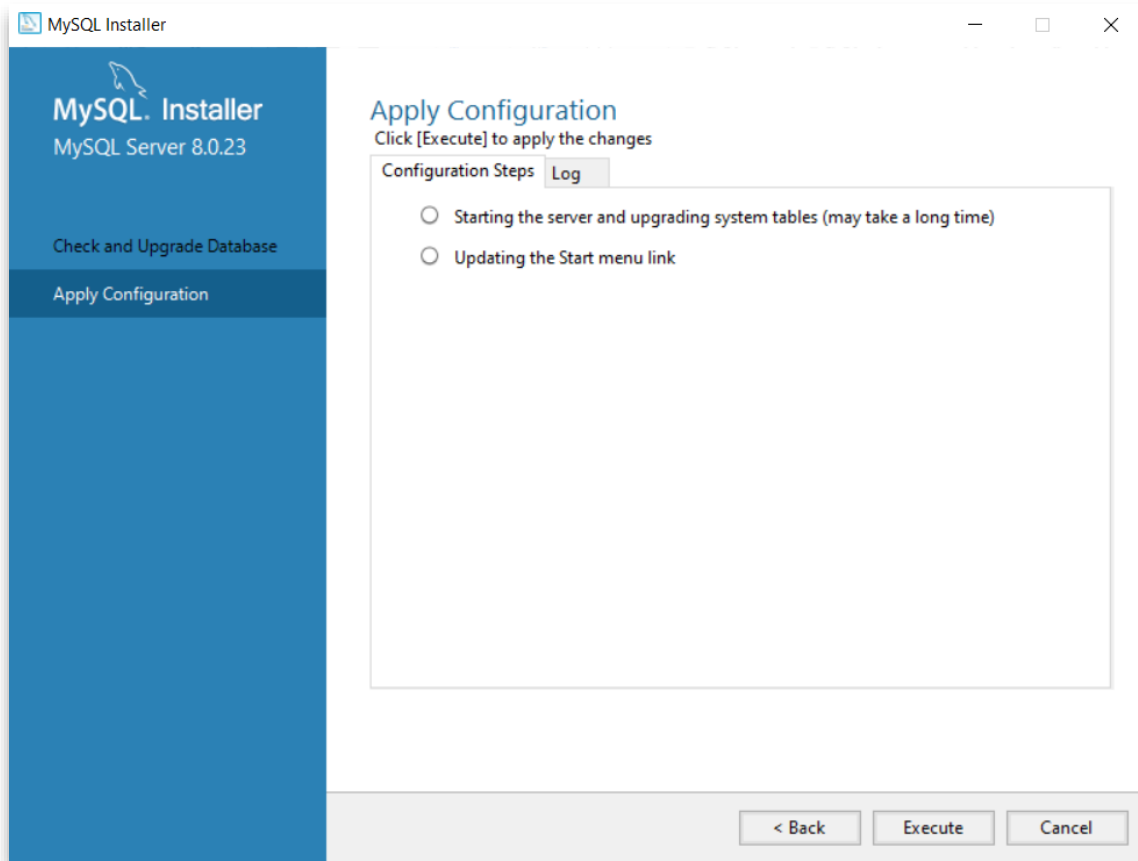 MySQL Installer
MySQL. Installer
MySQL Server 8.0.23
Check and Upgrade Database
Apply Configuration
Apply Configuration
Click [Execute] to apply the changes
Configuration Steps
Log
Starting the server and upgrading system tables (may take a long time)
Updating the Start menu link
< Back
Execute
Cancel